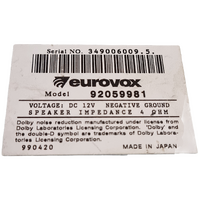 Serial NO. 349006009.5.
eurovox
Model 92059981
VOLTAGE: DC 12V NEGATIVE GROUND
SPEAKER IMPEDANCE 4 OHM
Dolby noise reduction manufactured under license from
Dolby Laboratories Licensing Corporation. "Dolby" and
the double-D symbol are trademarks of Dolby Labora-
tories Licensing Corporation.
990420 MADE IN JAPAN